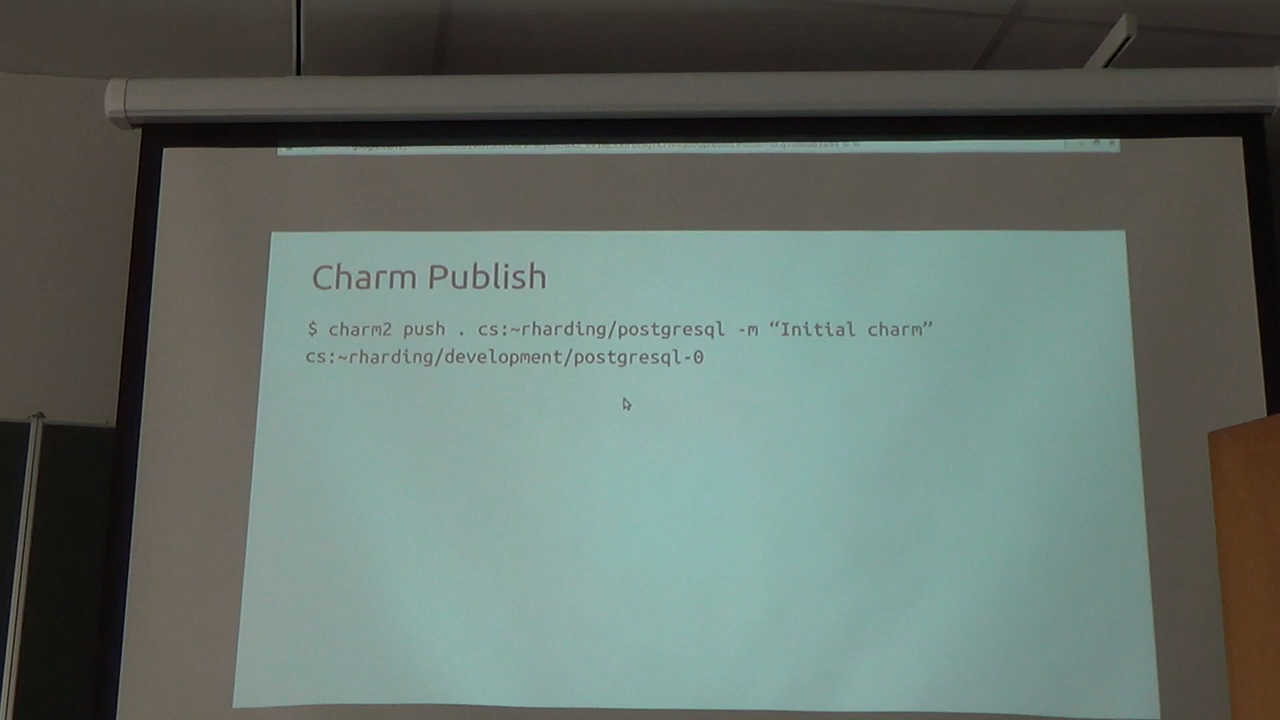 Charm Publish
$ charm2 push . cs:~rharding/postgresql -m “Initial charm”
cs:~rharding/development/postgresql-0